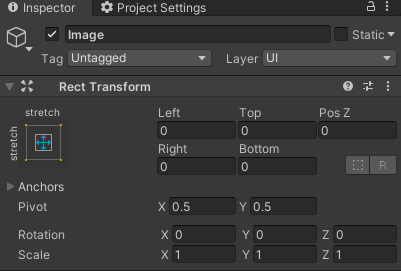 Inspector Project Settings
Image Static
Tag Untagged Layer UI
Rect Transform
stretch Left Top Pos Z
stretch 0 0 0
Right Bottom
0 0 R
Anchors
Pivot X 0.5 Y 0.5
Rotation X 0 Y 0 Z 0
Scale X 1 Y 1 Z 1